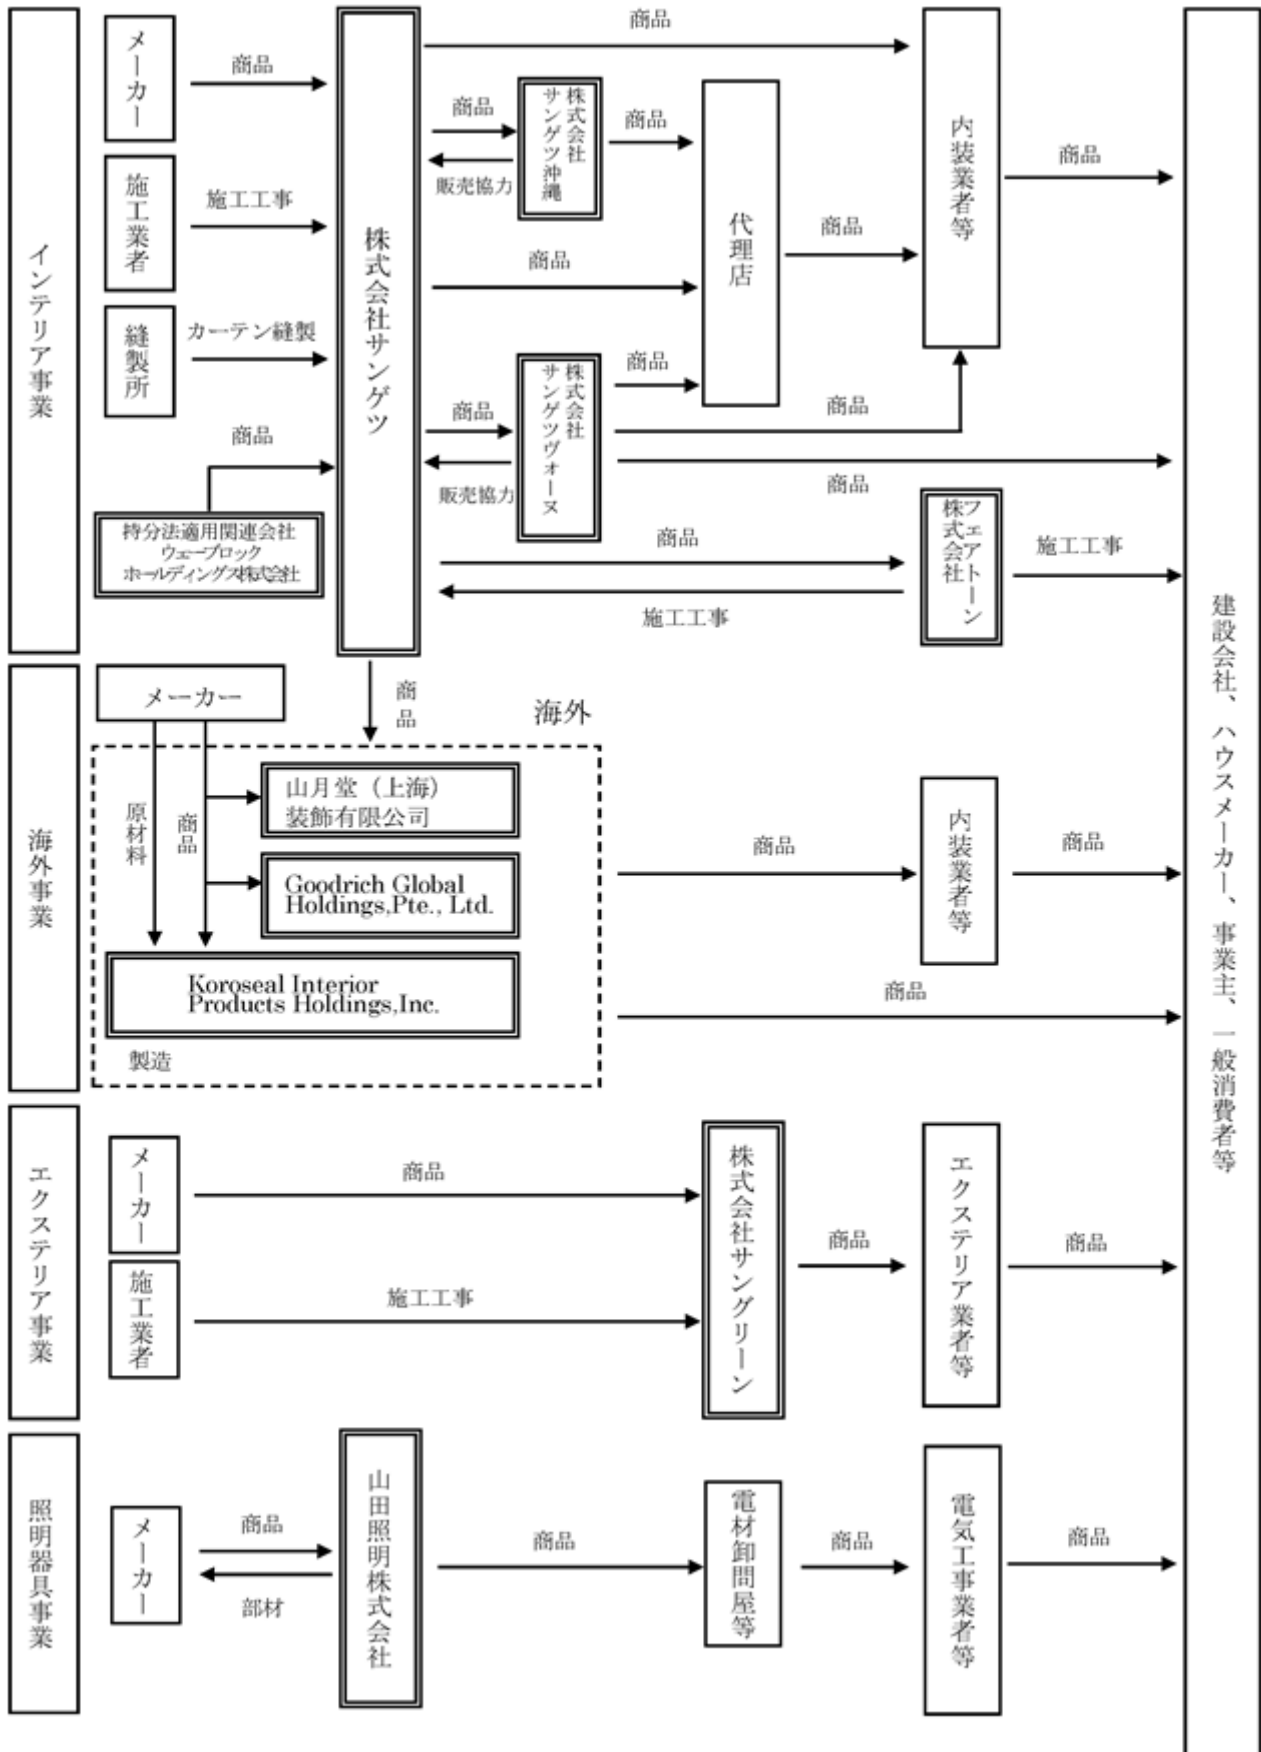 インテリア事業
メーカー
商品
施工業者
施工工事
縫製所
カーテン縫製
商品
持分法適用関連会社
ウェーブロック
ホールディングス株式会社
株式会社サンゲツ
商品
商品
販売協力
株式会社
サンゲツ沖縄
商品
商品
代理店
商品
商品
販売協力
株式会社
サンゲツヴォーヌ
商品
商品
商品
内装業者等
商品
商品
施工工事
フェアトーン
株式会社
施工工事
建設会社、ハウスメーカー、事業主、一般消費者等
海外事業
メーカー
商品
海外
原材料
商品
山月堂（上海）
装飾有限公司
Goodrich Global
Holdings,Pte., Ltd.
Koroseal Interior
Products Holdings,Inc.
製造
商品
内装業者等
商品
商品
エクステリア事業
メーカー
商品
施工業者
施工工事
株式会社サングリーン
商品
エクステリア業者等
商品
照明器具事業
メーカー
商品
部材
山田照明株式会社
商品
電材卸問屋等
商品
電気工事業者等
商品